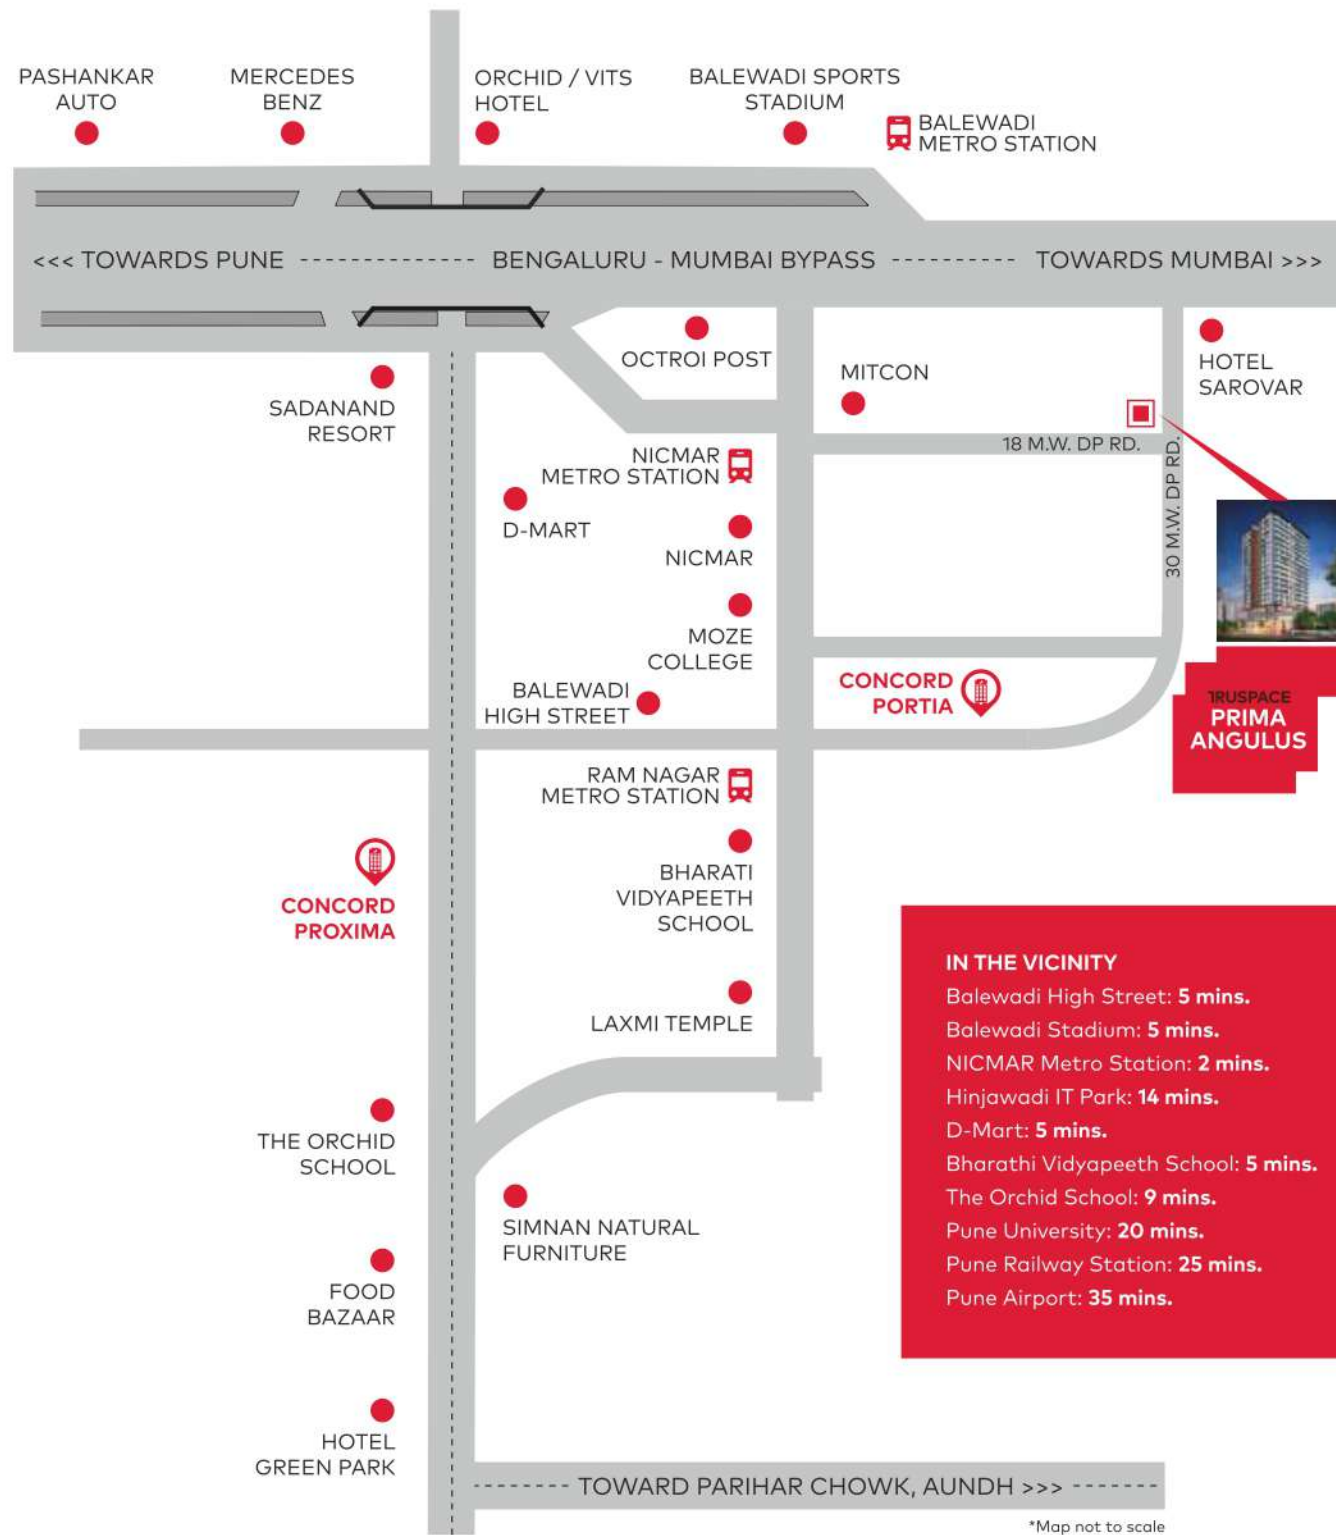 PASHANKAR
AUTO
MERCEDES
BENZ
ORCHID / VITS
HOTEL
BALEWADI SPORTS
STADIUM
BALEWADI
METRO STATION
<<< TOWARDS PUNE
BENGALURU - MUMBAI BYPASS
TOWARDS MUMBAI >>>
OCTROI POST
MITCON
HOTEL
SAROVAR
SADANAND
RESORT
18 M.W. DP RD.
30 M.W. DP RD.
NICMAR
METRO STATION
D-MART
NICMAR
MOZE
COLLEGE
BALEWADI
HIGH STREET
CONCORD
PORTIA
TRUSPACE
PRIMA
ANGULUS
RAM NAGAR
METRO STATION
BHARATI
VIDYAPEETH
SCHOOL
CONCORD
PROXIMA
LAXMI TEMPLE
IN THE VICINITY
Balewadi High Street: 5 mins.
Balewadi Stadium: 5 mins.
NICMAR Metro Station: 2 mins.
Hinjawadi IT Park: 14 mins.
D-Mart: 5 mins.
Bharathi Vidyapeeth School: 5 mins.
The Orchid School: 9 mins.
Pune University: 20 mins.
Pune Railway Station: 25 mins.
Pune Airport: 35 mins.
THE ORCHID
SCHOOL
SIMNAN NATURAL
FURNITURE
FOOD
BAZAAR
HOTEL
GREEN PARK
TOWARD PARIHAR CHOWK, AUNDH >>>
*Map not to scale